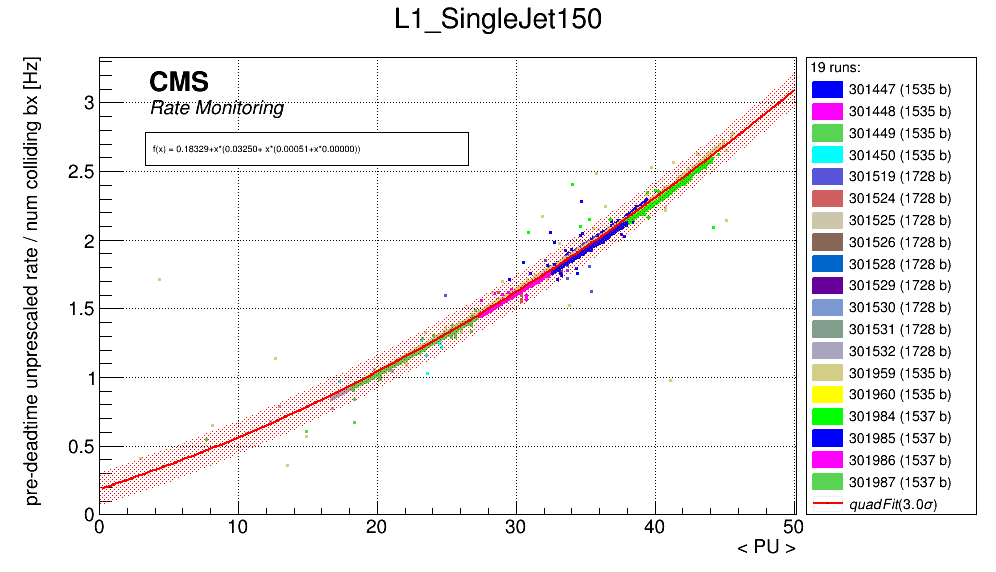 L1_SingleJet150
pre-deadtime unprescaled rate / num colliding bx [Hz]
CMS
Rate Monitoring
f(x) = 0.18329+x*(0.03250+ x*(0.00051+x*0.00000))
3
2.5
2
1.5
1
0.5
0
0 10 20 30 40 50
< PU >
19 runs:
301447 (1535 b)
301448 (1535 b)
301449 (1535 b)
301450 (1535 b)
301519 (1728 b)
301524 (1728 b)
301525 (1728 b)
301526 (1728 b)
301528 (1728 b)
301529 (1728 b)
301530 (1728 b)
301531 (1728 b)
301532 (1728 b)
301959 (1535 b)
301960 (1535 b)
301984 (1537 b)
301985 (1537 b)
301986 (1537 b)
301987 (1537 b)
quadFit(3.0σ)